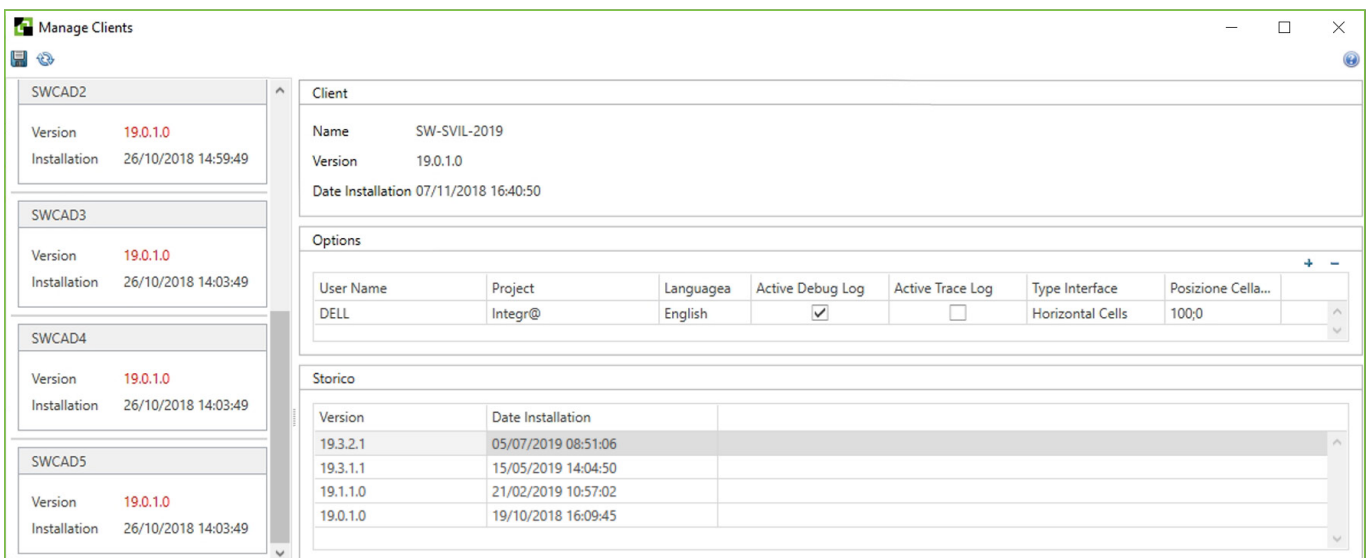 Manage Clients
SWCAD2
Version 19.0.1.0
Installation 26/10/2018 14:59:49
SWCAD3
Version 19.0.1.0
Installation 26/10/2018 14:03:49
SWCAD4
Version 19.0.1.0
Installation 26/10/2018 14:03:49
SWCAD5
Version 19.0.1.0
Installation 26/10/2018 14:03:49
Client
Name SW-SVIL-2019
Version 19.0.1.0
Date Installation 07/11/2018 16:40:50
Options
+ −
User Name Project Languagea Active Debug Log Active Trace Log Type Interface Posizione Cella...
DELL Integr@ English Horizontal Cells 100;0
Storico
Version Date Installation
19.3.2.1 05/07/2019 08:51:06
19.3.1.1 15/05/2019 14:04:50
19.1.1.0 21/02/2019 10:57:02
19.0.1.0 19/10/2018 16:09:45